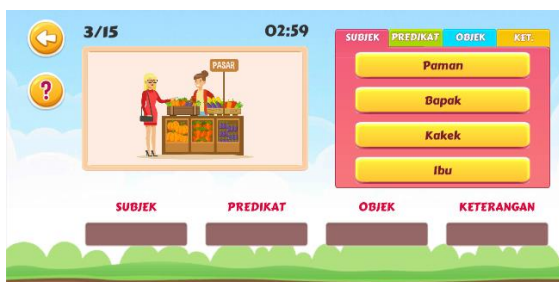 3/15
02:59
?
PASAR
SUBJEK PREDIKAT OBJEK KET.
Paman
Bapak
Kakek
Ibu
SUBJEK PREDIKAT OBJEK KETERANGAN